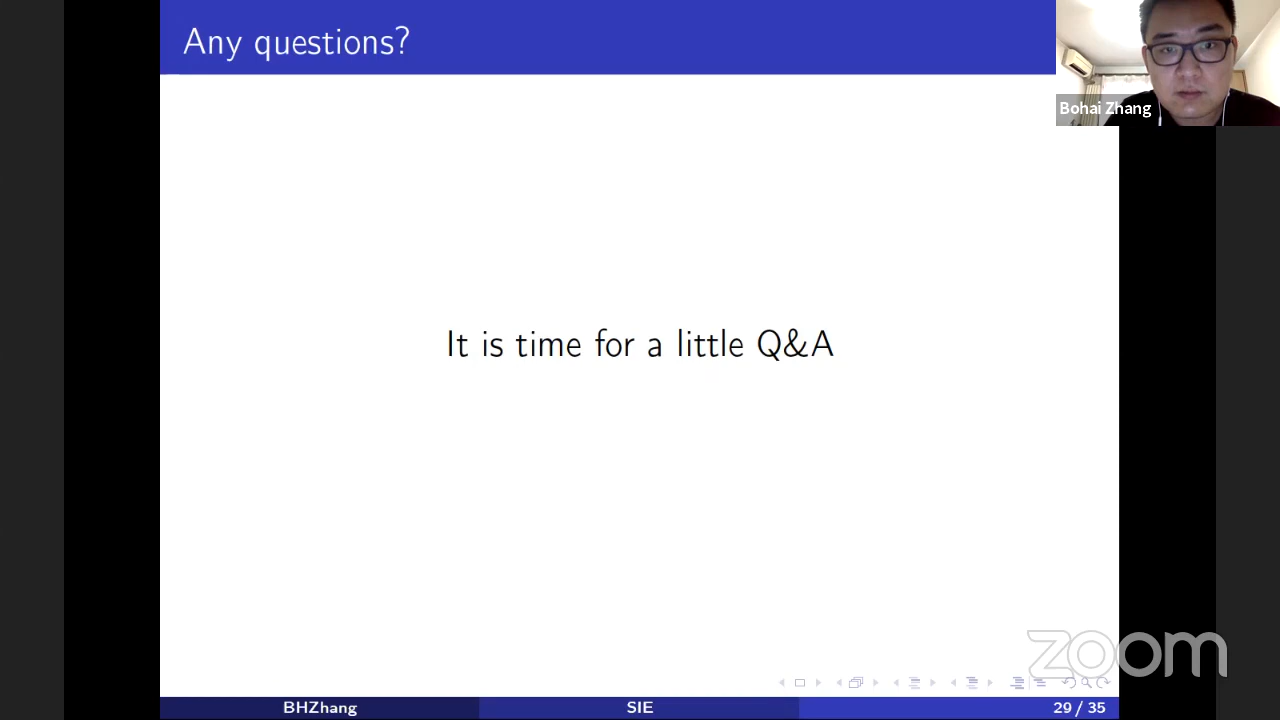 Any questions?
Bohai Zhang
It is time for a little Q&A
zoom
BHZhang
SIE
29 / 35